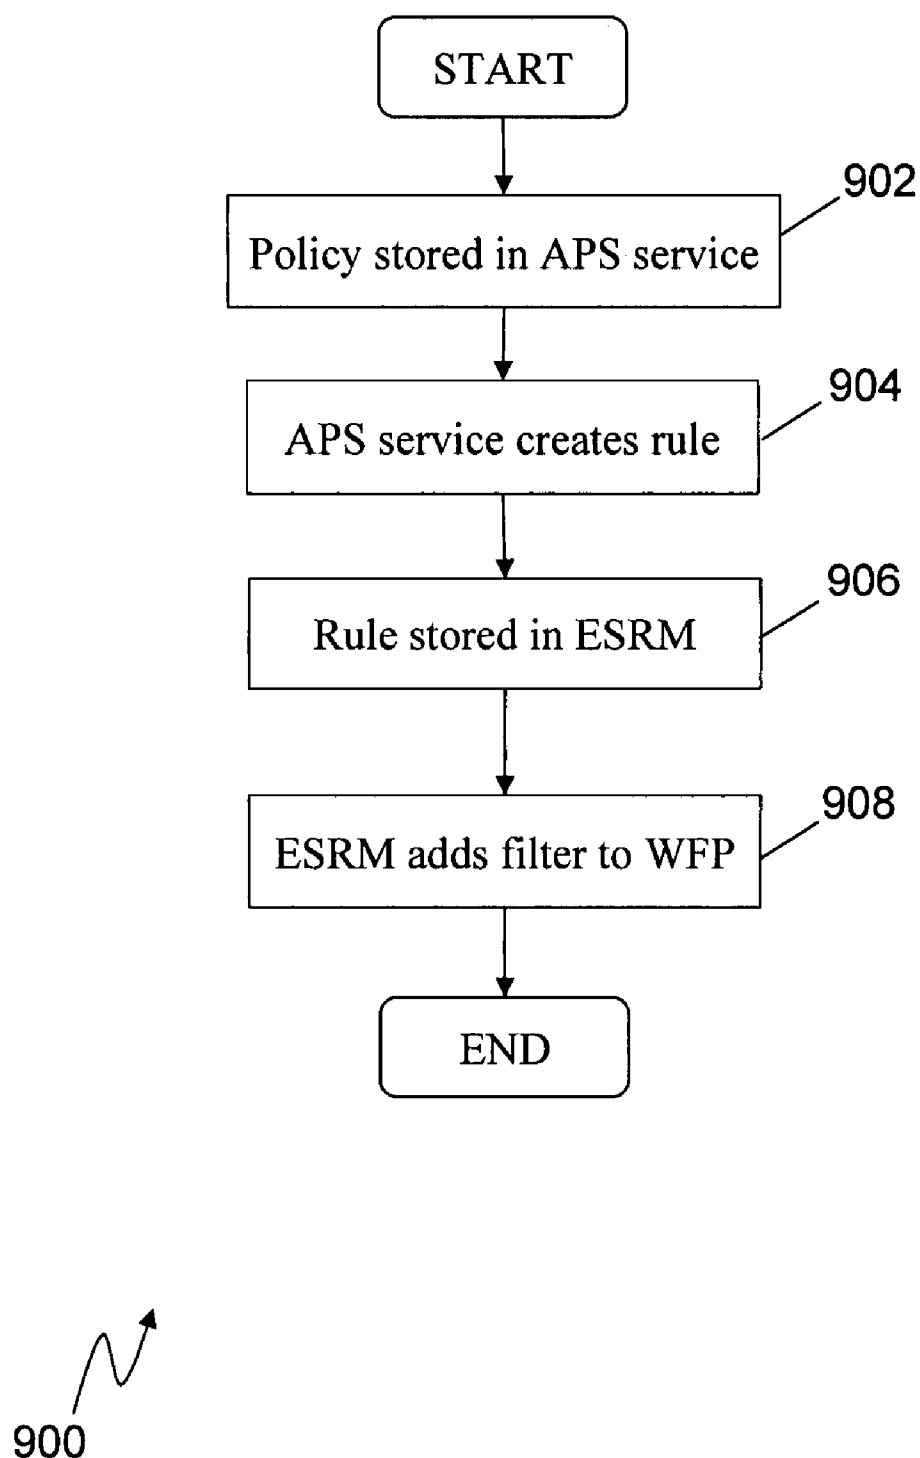 START
902
Policy stored in APS service
904
APS service creates rule
906
Rule stored in ESRM
908
ESRM adds filter to WFP
END
900